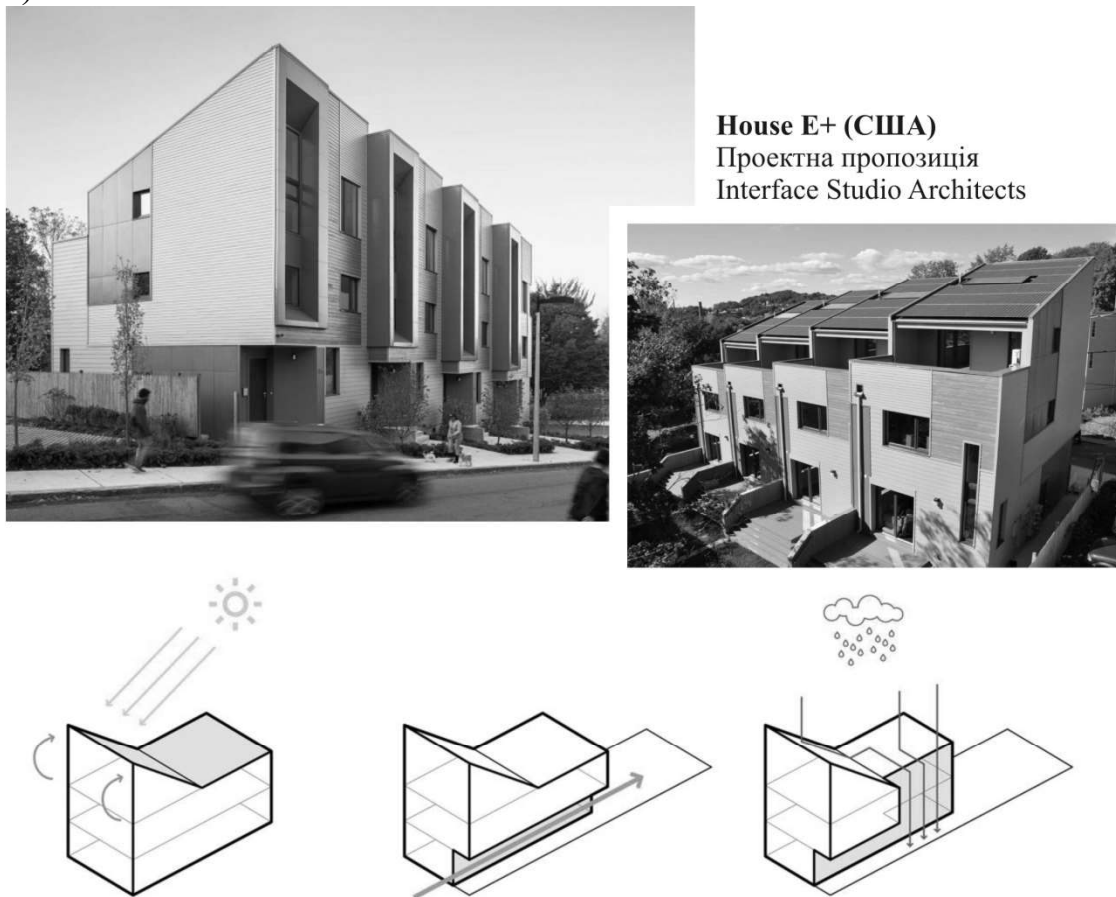 )
House E+ (США)
Проектна пропозиція
Interface Studio Architects